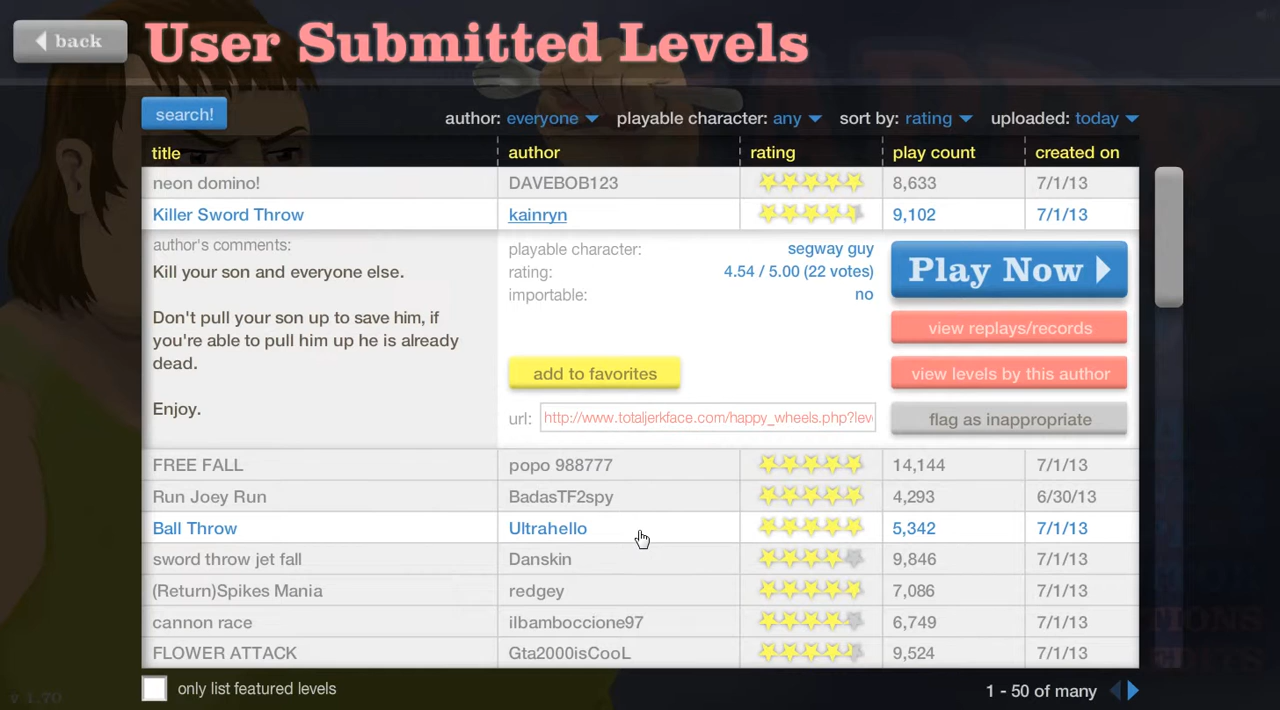 back
User Submitted Levels
search!
author: everyone playable character: any sort by: rating uploaded: today
title author rating play count created on
neon domino! DAVEBOB123 8,633 7/1/13
Killer Sword Throw kainryn 9,102 7/1/13
author's comments:
Kill your son and everyone else.
Don't pull your son up to save him, if
you're able to pull him up he is already
dead.
Enjoy.
playable character: segway guy
rating: 4.54 / 5.00 (22 votes)
importable: no
add to favorites
url: http://www.totaljerkface.com/happy_wheels.php?lev
Play Now
view replays/records
view levels by this author
flag as inappropriate
FREE FALL popo 988777 14,144 7/1/13
Run Joey Run BadasTF2spy 4,293 6/30/13
Ball Throw Ultrahello 5,342 7/1/13
sword throw jet fall Danskin 9,846 7/1/13
(Return)Spikes Mania redgey 7,086 7/1/13
cannon race ilbamboccione97 6,749 7/1/13
FLOWER ATTACK Gta2000isCooL 9,524 7/1/13
only list featured levels
1 - 50 of many
v 1.70